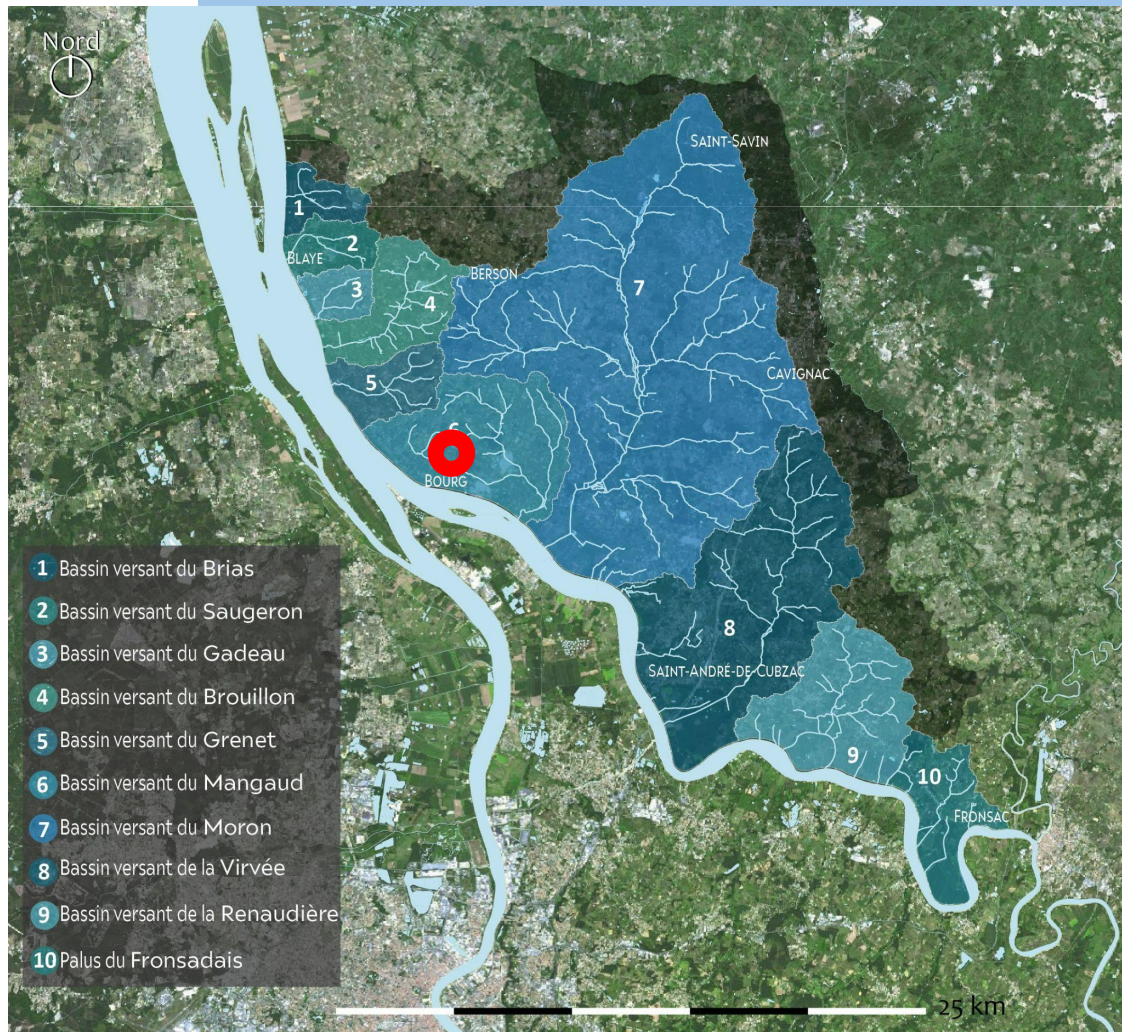 Nord
SAINT-SAVIN
1
2
BLAYE
BERSON
3
4
7
5
CAVIGNAC
6
BOURG
8
SAINT-ANDRÉ-DE-CUBZAC
9
10
FRONSAC
1 Bassin versant du Brias
2 Bassin versant du Saugeron
3 Bassin versant du Gadeau
4 Bassin versant du Brouillon
5 Bassin versant du Grenet
6 Bassin versant du Mangaud
7 Bassin versant du Moron
8 Bassin versant de la Virvée
9 Bassin versant de la Renaudière
10 Palus du Fronsadais
25 km